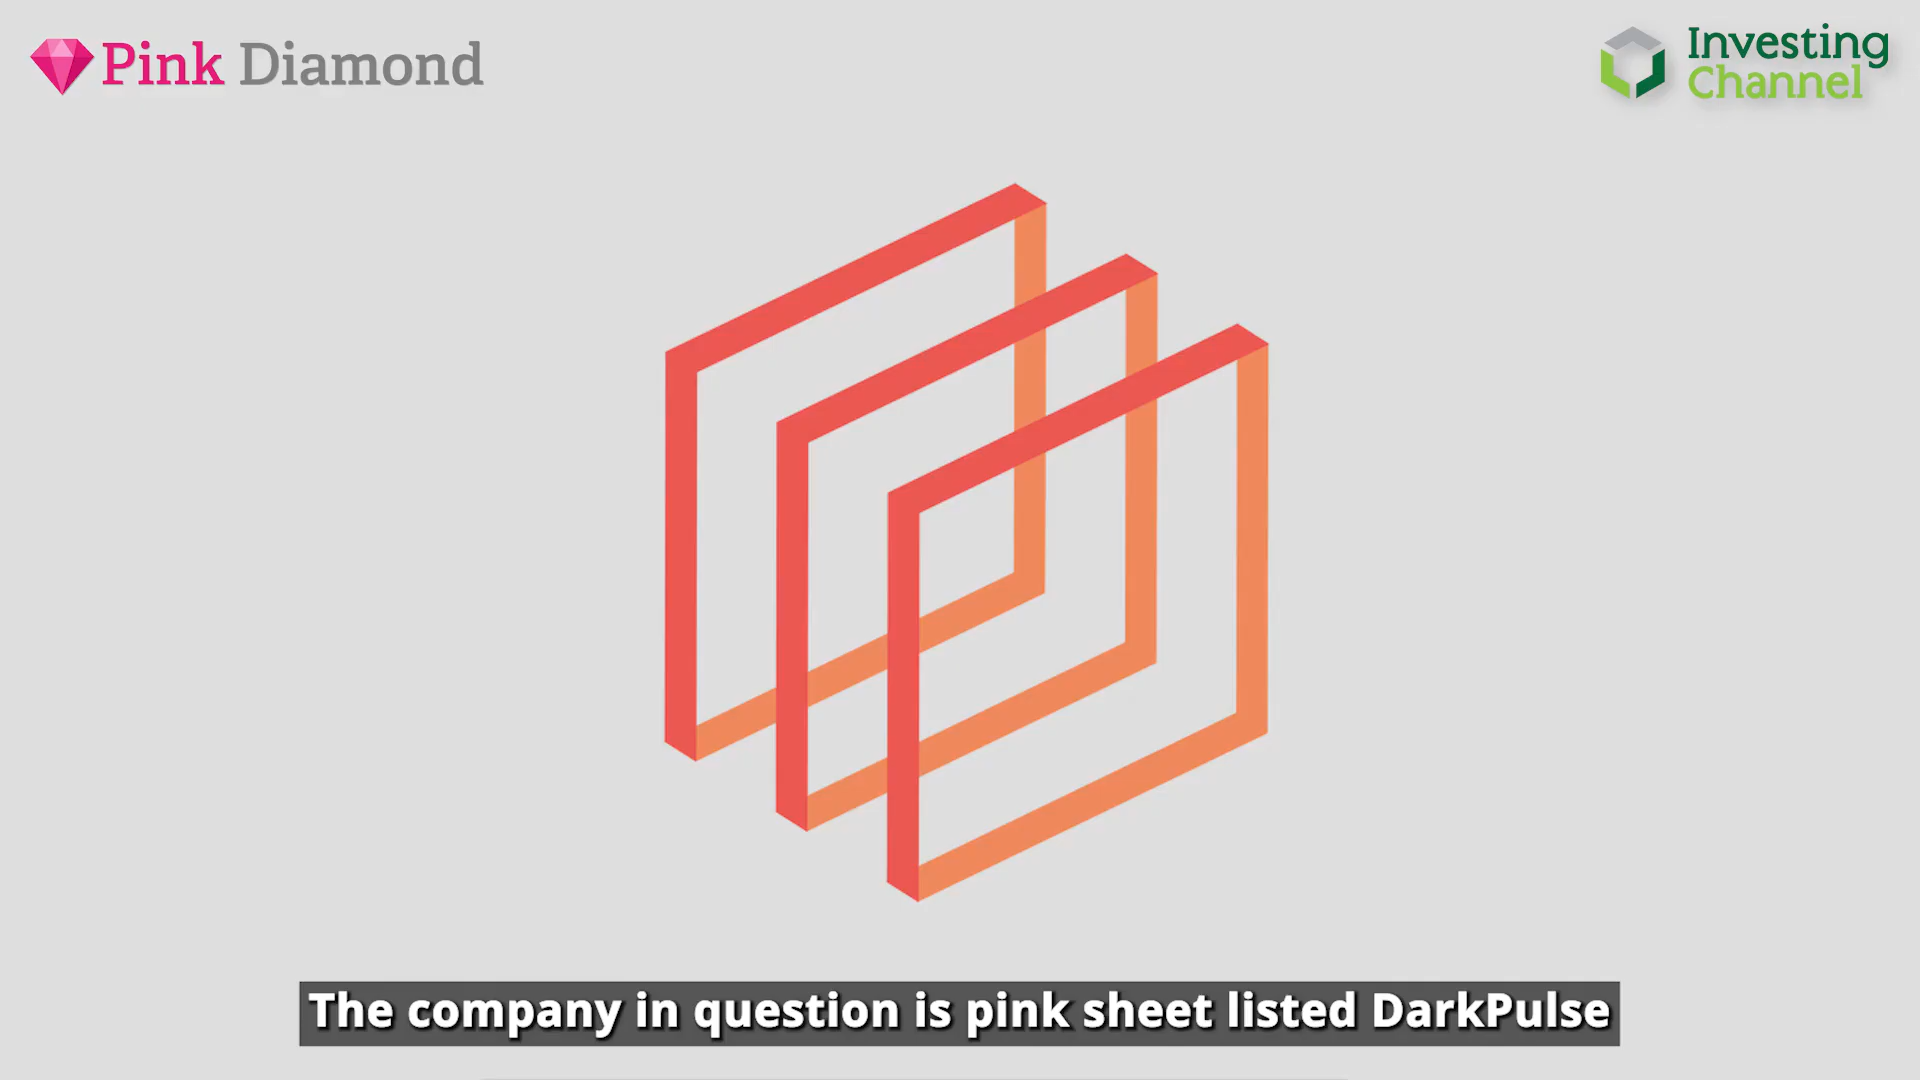 Pink Diamond
Investing
Channel
The company in question is pink sheet listed DarkPulse